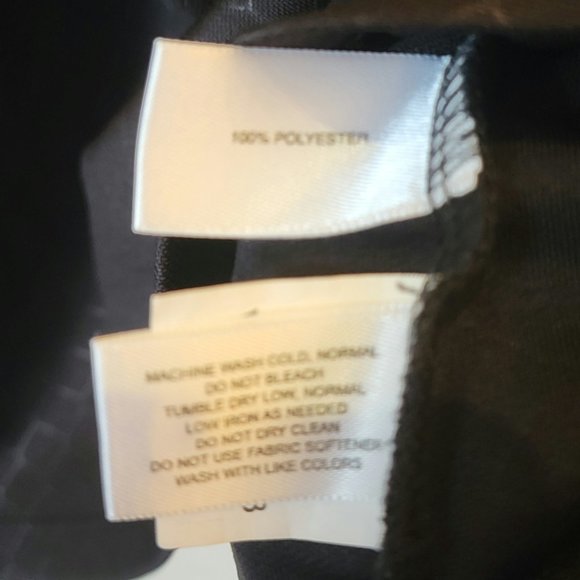 100% POLYESTER
MACHINE WASH COLD, NORMAL
DO NOT BLEACH
TUMBLE DRY LOW, NORMAL
LOW IRON AS NEEDED
DO NOT DRY CLEAN
DO NOT USE FABRIC SOFTENER
WASH WITH LIKE COLORS